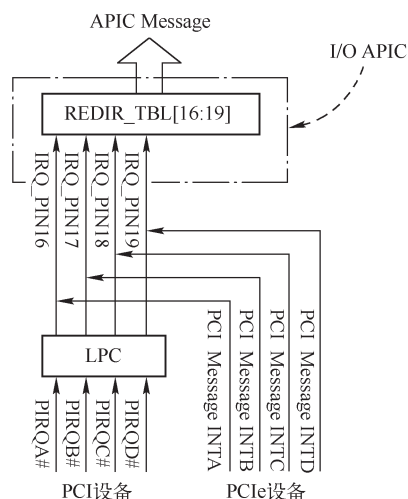 APIC Message
I/O APIC
REDIR_TBL[16:19]
IRQ_PIN16
IRQ_PIN17
IRQ_PIN18
IRQ_PIN19
LPC
PIRQA#
PIRQB#
PIRQC#
PIRQD#
PCI Message INTA
PCI Message INTB
PCI Message INTC
PCI Message INTD
PCI设备
PCIe设备